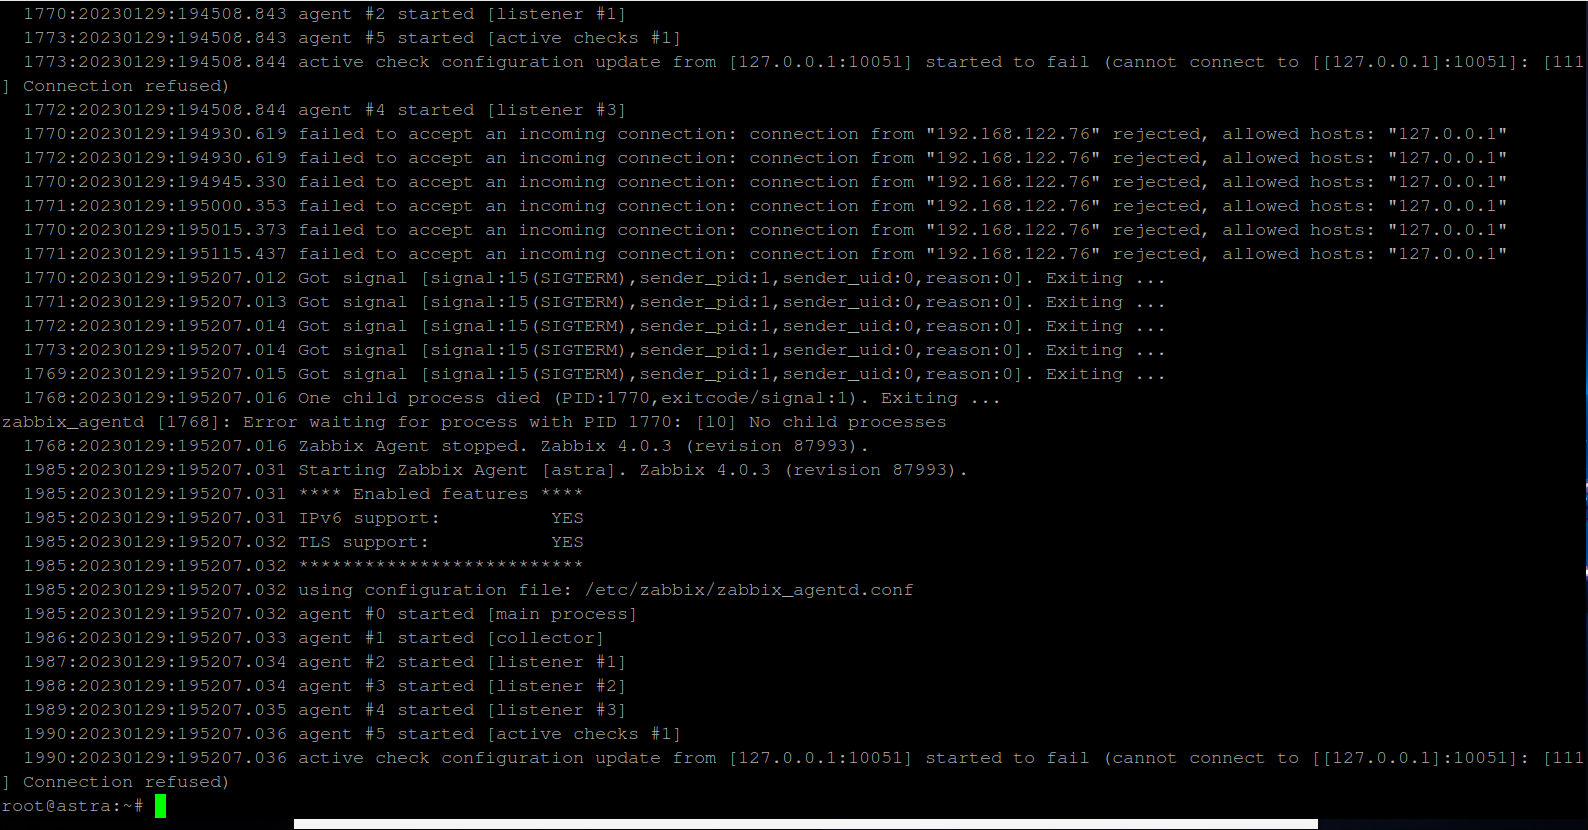 1770:20230129:194508.843 agent #2 started [listener #1]
1773:20230129:194508.843 agent #5 started [active checks #1]
1773:20230129:194508.844 active check configuration update from [127.0.0.1:10051] started to fail (cannot connect to [[127.0.0.1]:10051]: [111
] Connection refused)
1772:20230129:194508.844 agent #4 started [listener #3]
1770:20230129:194930.619 failed to accept an incoming connection: connection from "192.168.122.76" rejected, allowed hosts: "127.0.0.1"
1772:20230129:194930.619 failed to accept an incoming connection: connection from "192.168.122.76" rejected, allowed hosts: "127.0.0.1"
1770:20230129:194945.330 failed to accept an incoming connection: connection from "192.168.122.76" rejected, allowed hosts: "127.0.0.1"
1771:20230129:195000.353 failed to accept an incoming connection: connection from "192.168.122.76" rejected, allowed hosts: "127.0.0.1"
1770:20230129:195015.373 failed to accept an incoming connection: connection from "192.168.122.76" rejected, allowed hosts: "127.0.0.1"
1771:20230129:195115.437 failed to accept an incoming connection: connection from "192.168.122.76" rejected, allowed hosts: "127.0.0.1"
1770:20230129:195207.012 Got signal [signal:15(SIGTERM),sender_pid:1,sender_uid:0,reason:0]. Exiting ...
1771:20230129:195207.013 Got signal [signal:15(SIGTERM),sender_pid:1,sender_uid:0,reason:0]. Exiting ...
1772:20230129:195207.014 Got signal [signal:15(SIGTERM),sender_pid:1,sender_uid:0,reason:0]. Exiting ...
1773:20230129:195207.014 Got signal [signal:15(SIGTERM),sender_pid:1,sender_uid:0,reason:0]. Exiting ...
1769:20230129:195207.015 Got signal [signal:15(SIGTERM),sender_pid:1,sender_uid:0,reason:0]. Exiting ...
1768:20230129:195207.016 One child process died (PID:1770,exitcode/signal:1). Exiting ...
zabbix_agentd [1768]: Error waiting for process with PID 1770: [10] No child processes
1768:20230129:195207.016 Zabbix Agent stopped. Zabbix 4.0.3 (revision 87993).
1985:20230129:195207.031 Starting Zabbix Agent [astra]. Zabbix 4.0.3 (revision 87993).
1985:20230129:195207.031 **** Enabled features ****
1985:20230129:195207.031 IPv6 support:          YES
1985:20230129:195207.032 TLS support:           YES
1985:20230129:195207.032 **************************
1985:20230129:195207.032 using configuration file: /etc/zabbix/zabbix_agentd.conf
1985:20230129:195207.032 agent #0 started [main process]
1986:20230129:195207.033 agent #1 started [collector]
1987:20230129:195207.034 agent #2 started [listener #1]
1988:20230129:195207.034 agent #3 started [listener #2]
1989:20230129:195207.035 agent #4 started [listener #3]
1990:20230129:195207.036 agent #5 started [active checks #1]
1990:20230129:195207.036 active check configuration update from [127.0.0.1:10051] started to fail (cannot connect to [[127.0.0.1]:10051]: [111
] Connection refused)
root@astra:~#